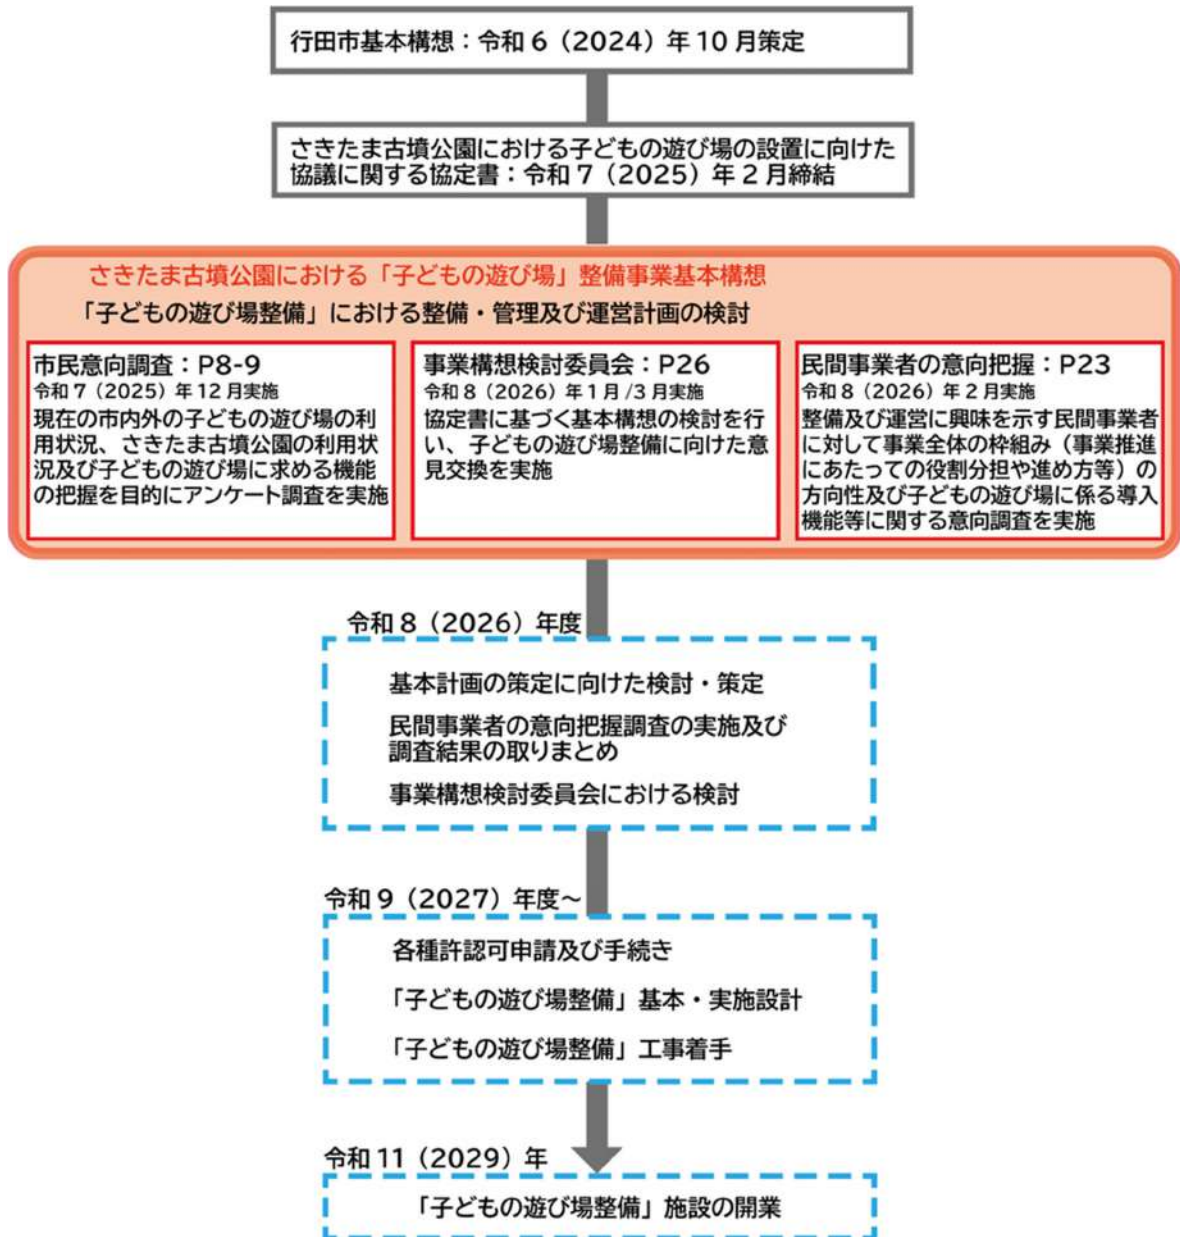 行田市基本構想：令和6（2024）年10月策定
さきたま古墳公園における子どもの遊び場の設置に向けた
協議に関する協定書：令和7（2025）年2月締結
さきたま古墳公園における「子どもの遊び場」整備事業基本構想
「子どもの遊び場整備」における整備・管理及び運営計画の検討
市民意向調査：P8-9
令和7（2025）年12月実施
現在の市内外の子どもの遊び場の利
用状況、さきたま古墳公園の利用状
況及び子どもの遊び場に求める機能
の把握を目的にアンケート調査を実施
事業構想検討委員会：P26
令和8（2026）年1月/3月実施
協定書に基づく基本構想の検討を行
い、子どもの遊び場整備に向けた意
見交換を実施
民間事業者の意向把握：P23
令和8（2026）年2月実施
整備及び運営に興味を示す民間事業者
に対して事業全体の枠組み（事業推進
にあたっての役割分担や進め方等）の
方向性及び子どもの遊び場に係る導入
機能等に関する意向調査を実施
令和8（2026）年度
基本計画の策定に向けた検討・策定
民間事業者の意向把握調査の実施及び
調査結果の取りまとめ
事業構想検討委員会における検討
令和9（2027）年度～
各種許認可申請及び手続き
「子どもの遊び場整備」基本・実施設計
「子どもの遊び場整備」工事着手
令和11（2029）年
「子どもの遊び場整備」施設の開業